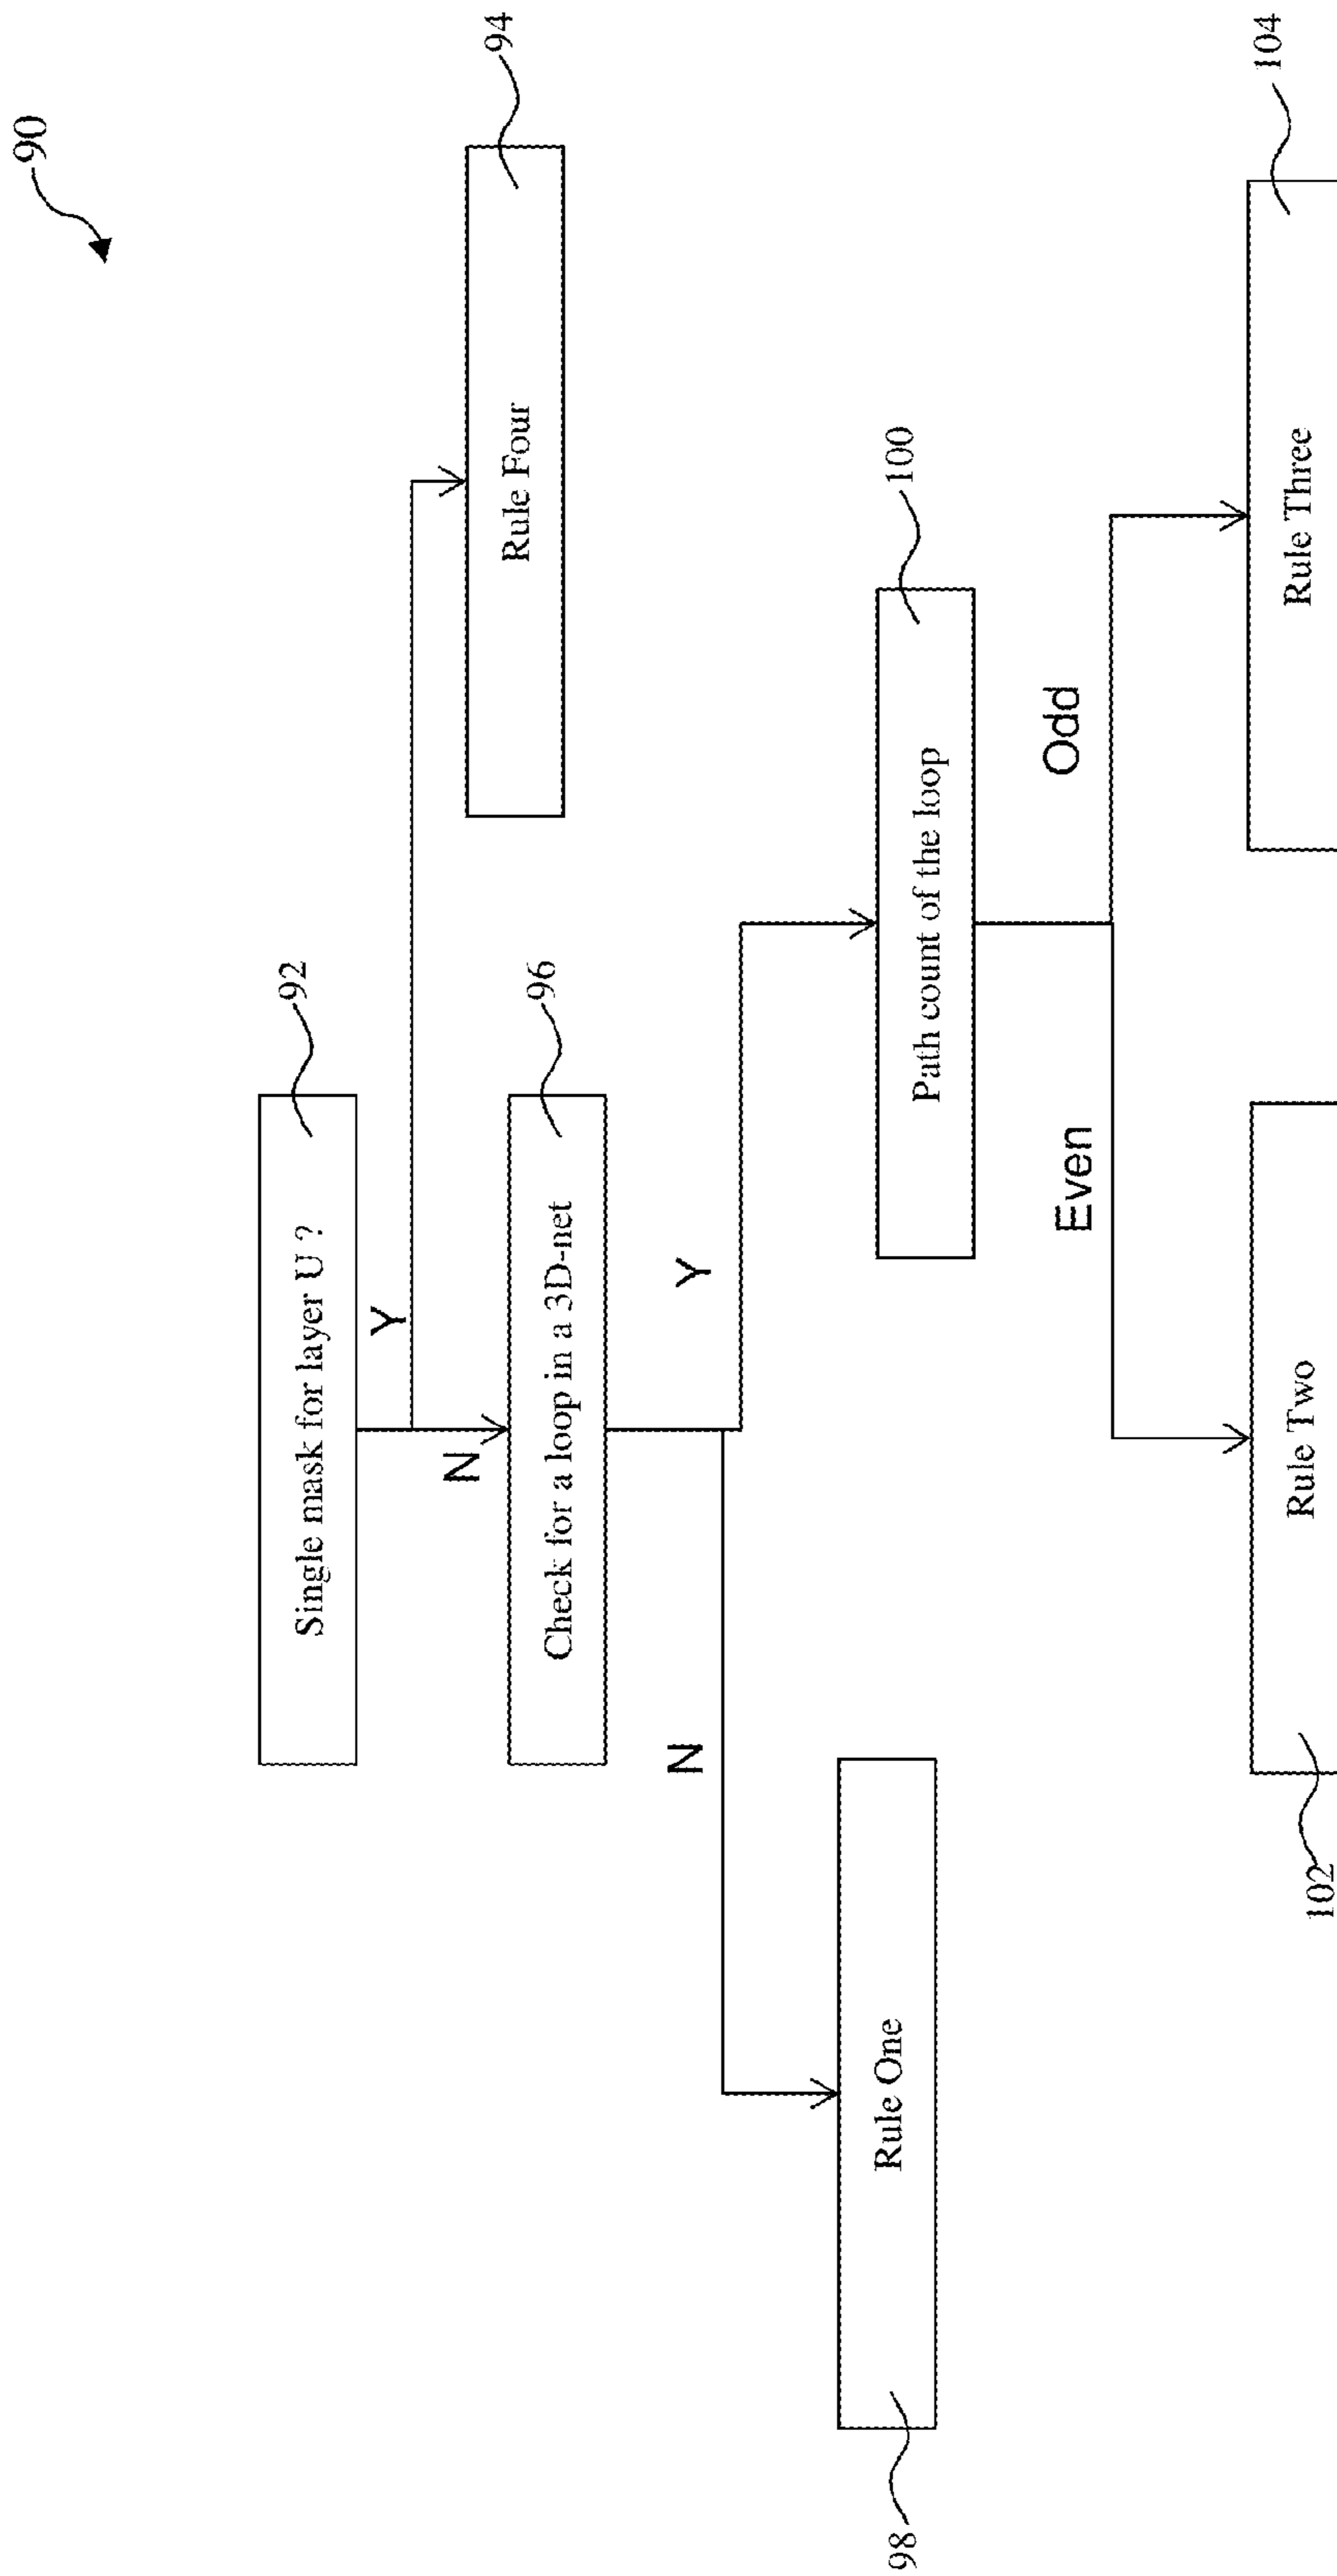 90
Single mask for layer U ?
92
Y
N
Rule Four
94
Check for a loop in a 3D-net
96
N
Y
Rule One
98
Path count of the loop
100
Even
Odd
Rule Two
102
Rule Three
104